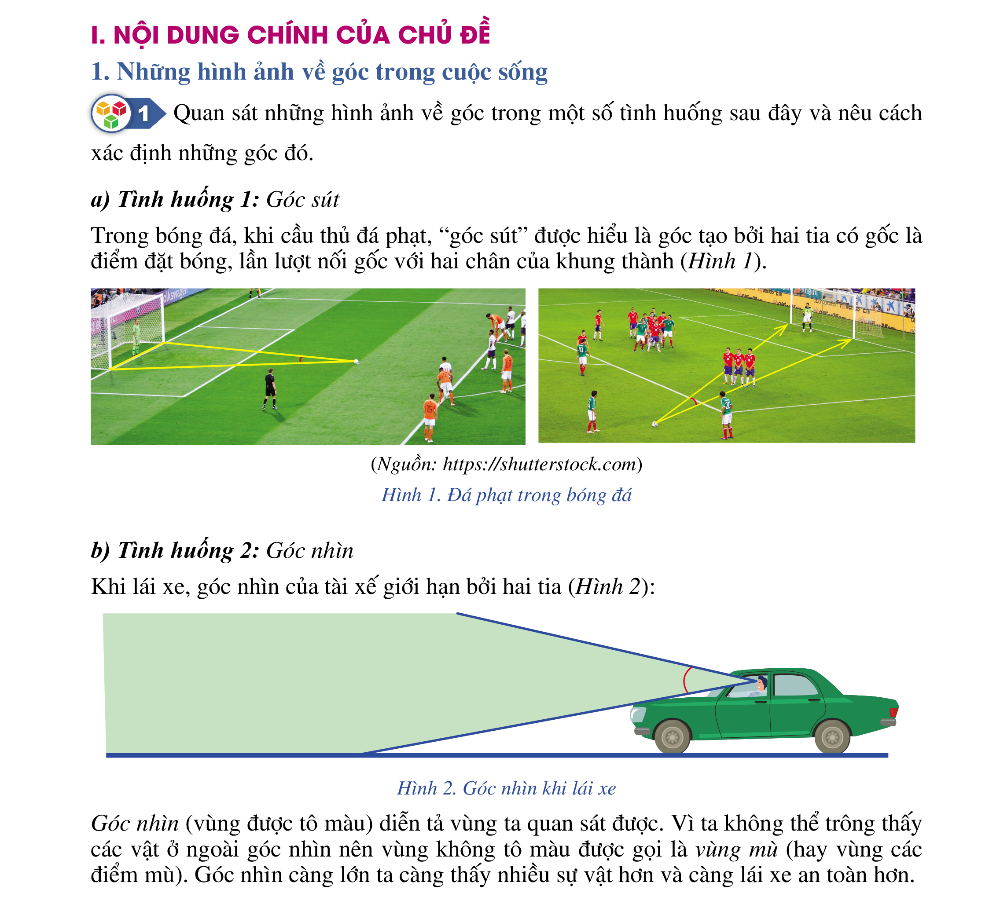 I. NỘI DUNG CHÍNH CỦA CHỦ ĐỀ
1. Những hình ảnh về góc trong cuộc sống
1 Quan sát những hình ảnh về góc trong một số tình huống sau đây và nêu cách
xác định những góc đó.
a) Tình huống 1: Góc sút
Trong bóng đá, khi cầu thủ đá phạt, “góc sút” được hiểu là góc tạo bởi hai tia có gốc là
điểm đặt bóng, lần lượt nối gốc với hai chân của khung thành (Hình 1).
olkswagen
15
10
20
(Nguồn: https://shutterstock.com)
Hình 1. Đá phạt trong bóng đá
b) Tình huống 2: Góc nhìn
Khi lái xe, góc nhìn của tài xế giới hạn bởi hai tia (Hình 2):
Hình 2. Góc nhìn khi lái xe
Góc nhìn (vùng được tô màu) diễn tả vùng ta quan sát được. Vì ta không thể trông thấy
các vật ở ngoài góc nhìn nên vùng không tô màu được gọi là vùng mù (hay vùng các
điểm mù). Góc nhìn càng lớn ta càng thấy nhiều sự vật hơn và càng lái xe an toàn hơn.